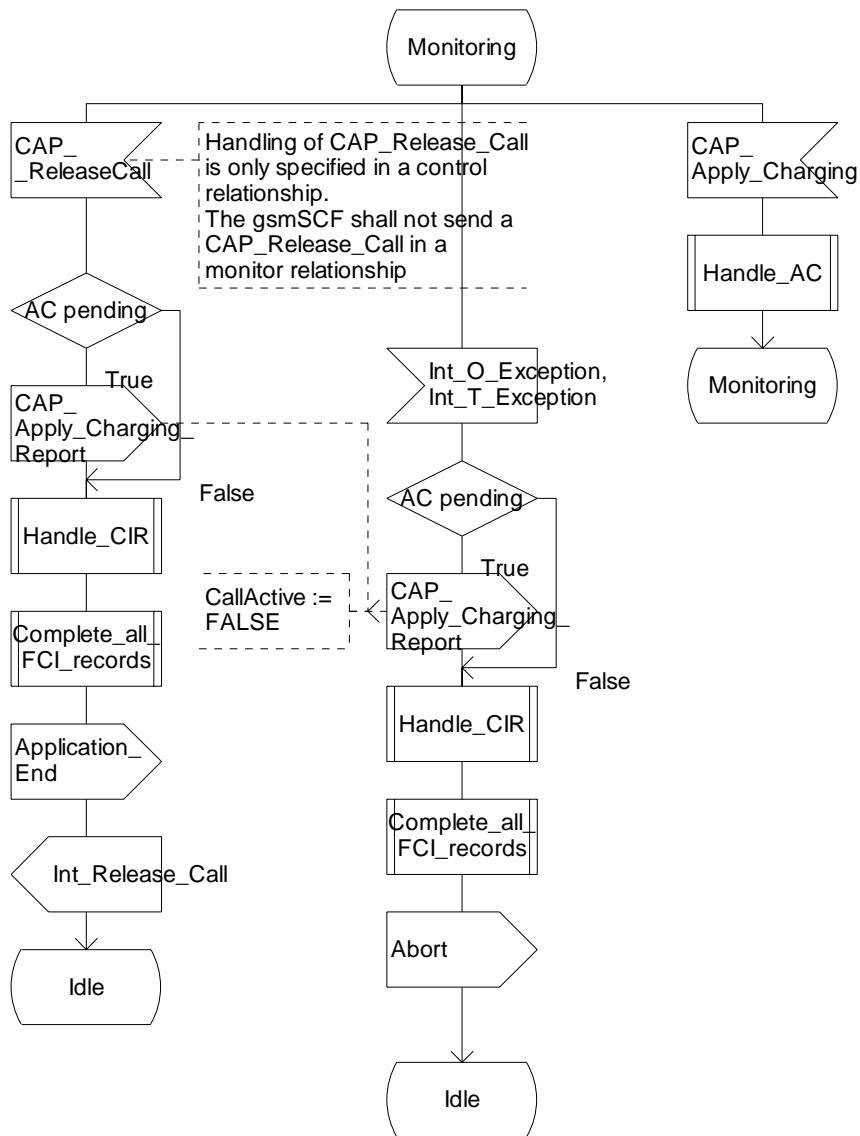 Monitoring
CAP_
_ReleaseCall
Handling of CAP_Release_Call
is only specified in a control
relationship.
The gsmSCF shall not send a
CAP_Release_Call in a
monitor relationship
CAP_
Apply_Charging
Handle_AC
Monitoring
AC pending
True
CAP_
Apply_Charging_
Report
False
Handle_CIR
Complete_all_
FCI_records
Application_
End
Int_Release_Call
Idle
Int_O_Exception,
Int_T_Exception
AC pending
True
CAP_
Apply_Charging_
Report
CallActive :=
FALSE
False
Handle_CIR
Complete_all_
FCI_records
Abort
Idle